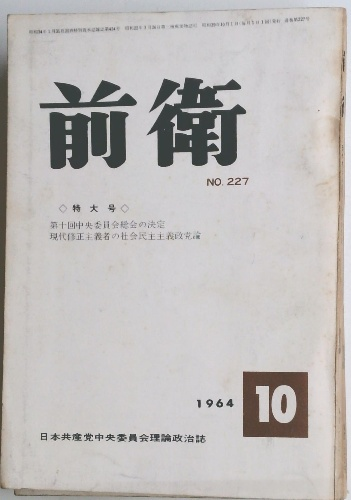 前衛
NO. 227
◇特大号◇
第十回中央委員会総会の決定
現代修正主義者の社会民主主義政党論
1964
10
日本共産党中央委員会理論政治誌